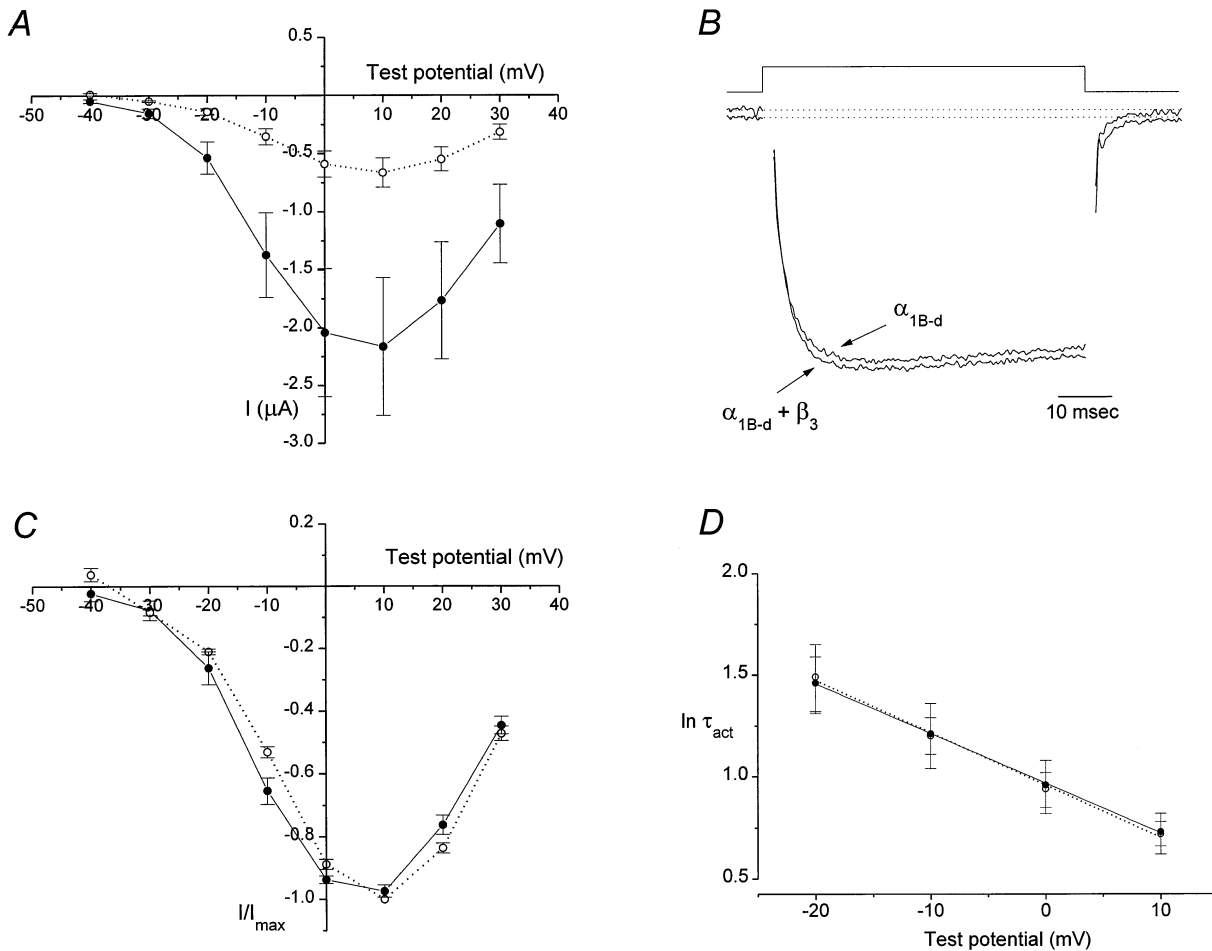 A
0.5
Test potential (mV)
-50 -40 -30 -20 -10 10 20 30 40
-0.5
-1.0
-1.5
-2.0
-2.5
-3.0
I (μA)
B
α1B-d
α1B-d + β3
10 msec
C
0.2
Test potential (mV)
-50 -40 -30 -20 -10 10 20 30 40
-0.2
-0.4
-0.6
-0.8
-1.0
I/Imax
D
2.0
1.5
1.0
0.5
ln τact
-20 -10 0 10
Test potential (mV)